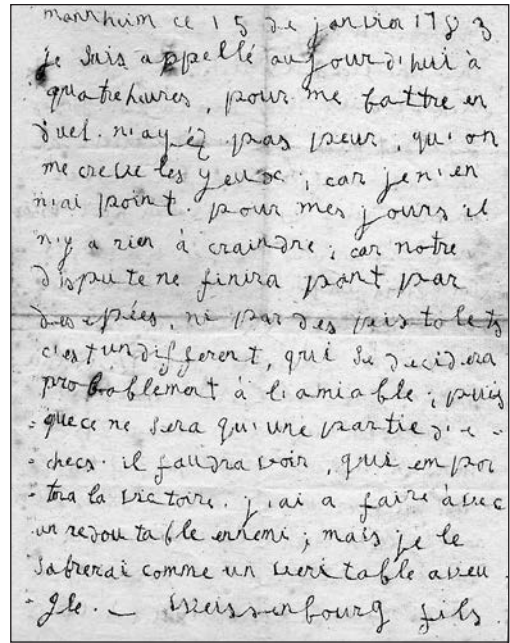 mannheim ce 15 de janvier 1783
je suis appellé aujourd'hui à
quatre heures, pour me battre en
duel. n'ayéz pas peur, qu'on
me creve les yeux; car je n'en
n'ai point. pour mes jours il
n'y a rien à craindre; car notre
dispute ne finira point par
des epées, ni par des pistolets
c'est un different, qui se decidera
probablement à l'amiable; puis
- que ce ne sera qu'une partie d'e -
- checs. il faudra voir, qui empor
- tera la victoire. j'ai a faire avec
un redoutable ennemi; mais je le
sabrerai comme un veritable aveu
gle. — weissenbourg fils